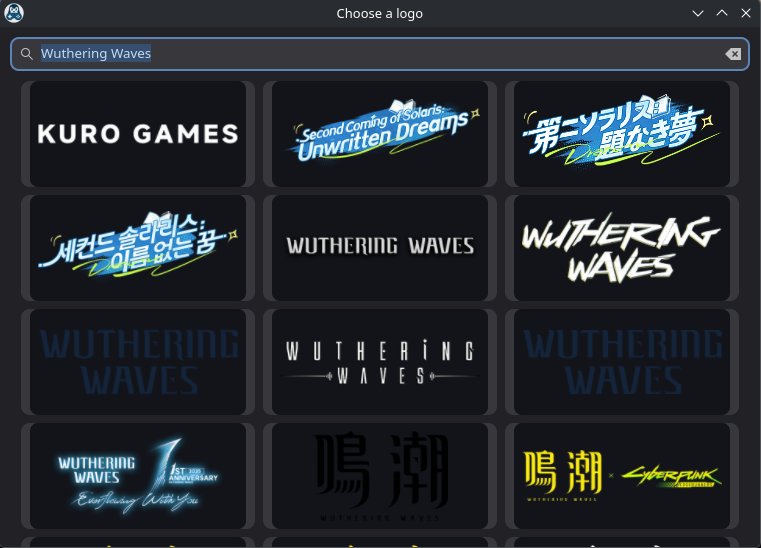 Choose a logo
Wuthering Waves
KURO GAMES
Second Coming of Solaris:
Unwritten Dreams
第二ソラリス:
題なき夢
세컨드 솔라리스:
이름 없는 꿈
WUTHERING WAVES
WUTHERING
WAVES
WUTHERING
WAVES
WUTHERING
WAVES
WUTHERING
WAVES
WUTHERING
WAVES
1ST
ANNIVERSARY
Everflowing With You
鳴潮
WUTHERING WAVES
鳴潮
WUTHERING WAVES
×
Cyberpunk
EDGERUNNERS